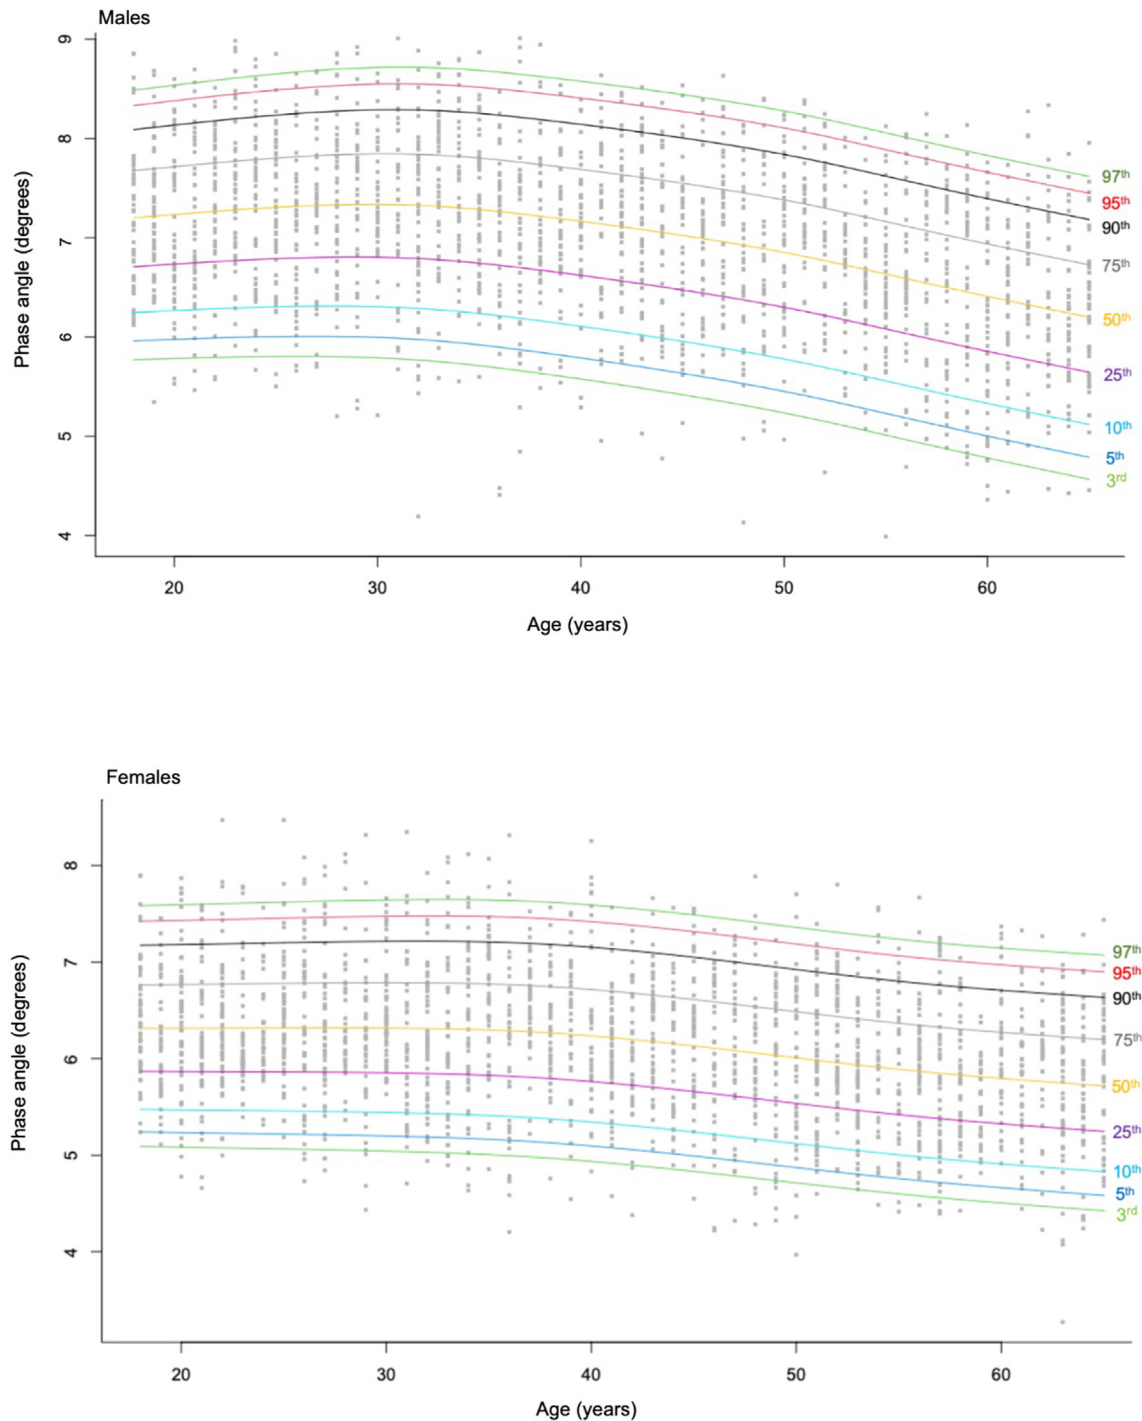 Males
9
8
7
6
5
4
Phase angle (degrees)
97th
95th
90th
75th
50th
25th
10th
5th
3rd
20 30 40 50 60
Age (years)
Females
8
7
6
5
4
Phase angle (degrees)
97th
95th
90th
75th
50th
25th
10th
5th
3rd
20 30 40 50 60
Age (years)